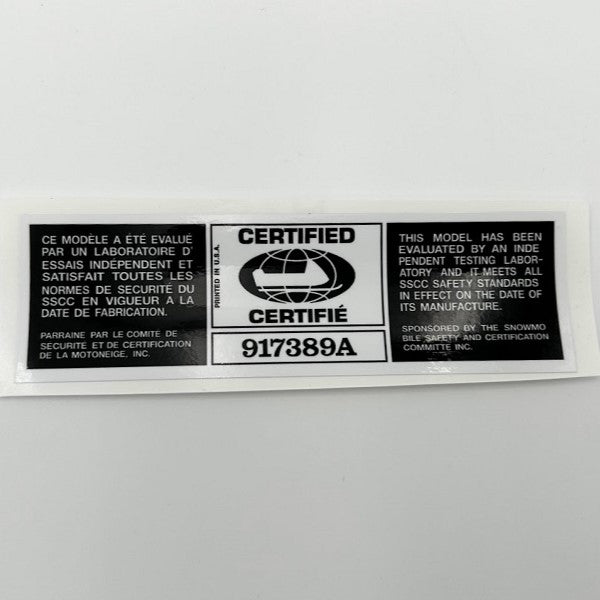 CE MODÈLE A ÉTÉ EVALUÉ
PAR UN LABORATOIRE D'
ESSAIS INDÉPENDENT ET
SATISFAIT TOUTES LES
NORMES DE SECURITÉ DU
SSCC EN VIGUEUR A LA
DATE DE FABRICATION.
PARRAINE PAR LE COMITE DE
SECURITE ET DE CERTIFICATION
DE LA MOTONEIGE, INC.
PRINTED IN U.S.A.
CERTIFIED
CERTIFIÉ
917389A
THIS MODEL HAS BEEN
EVALUATED BY AN INDE
PENDENT TESTING LABOR-
ATORY AND IT MEETS ALL
SSCC SAFETY STANDARDS
IN EFFECT ON THE DATE OF
ITS MANUFACTURE.
SPONSORED BY THE SNOWMO
BILE SAFETY AND CERTIFICATION
COMMITTE INC.